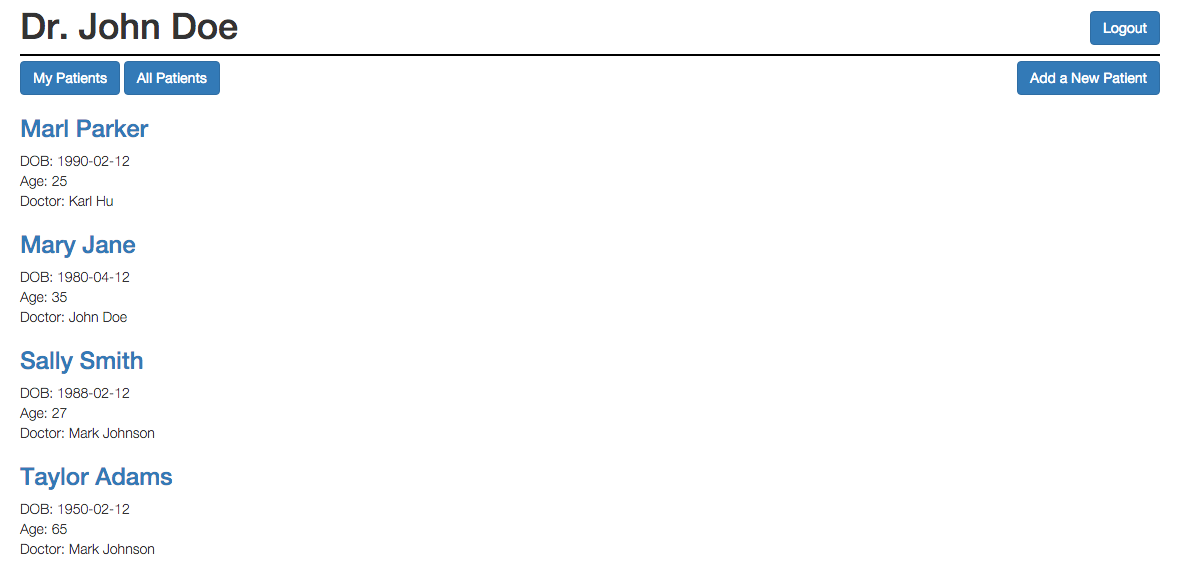 Dr. John Doe
Logout
My Patients
All Patients
Add a New Patient
Marl Parker
DOB: 1990-02-12
Age: 25
Doctor: Karl Hu
Mary Jane
DOB: 1980-04-12
Age: 35
Doctor: John Doe
Sally Smith
DOB: 1988-02-12
Age: 27
Doctor: Mark Johnson
Taylor Adams
DOB: 1950-02-12
Age: 65
Doctor: Mark Johnson